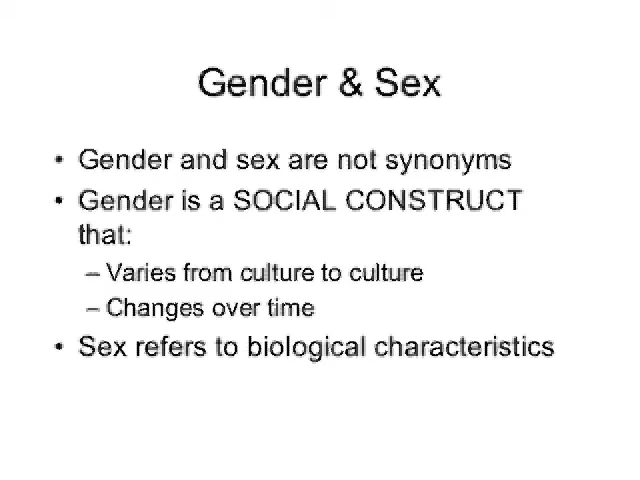 Gender & Sex
• Gender and sex are not synonyms
• Gender is a SOCIAL CONSTRUCT
that:
– Varies from culture to culture
– Changes over time
• Sex refers to biological characteristics